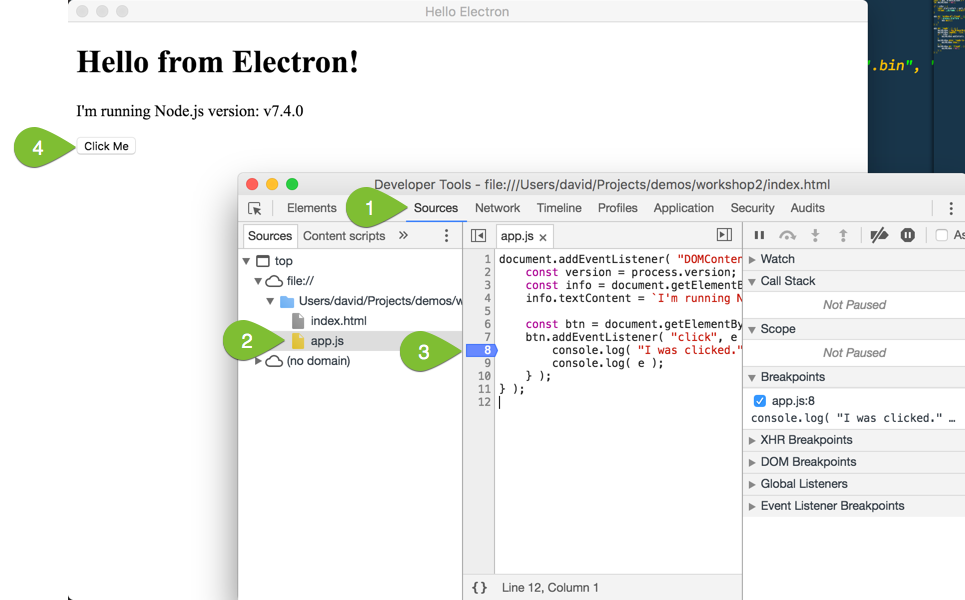 Hello Electron
Hello from Electron!
I'm running Node.js version: v7.4.0
4
Click Me
".bin",
Developer Tools - file:///Users/david/Projects/demos/workshop2/index.html
Elements
1
Sources
Network
Timeline
Profiles
Application
Security
Audits
Sources
Content scripts
»
app.js ×
As
top
file://
Users/david/Projects/demos/w
index.html
2
app.js
(no domain)
3
1 document.addEventListener( "DOMConten
2 const version = process.version;
3 const info = document.getElementB
4 info.textContent = `I'm running N
5
6 const btn = document.getElementBy
7 btn.addEventListener( "click", e
8 console.log( "I was clicked."
9 console.log( e );
10 } );
11 } );
12
{} Line 12, Column 1
Watch
Call Stack
Not Paused
Scope
Not Paused
Breakpoints
app.js:8
console.log( "I was clicked." …
XHR Breakpoints
DOM Breakpoints
Global Listeners
Event Listener Breakpoints